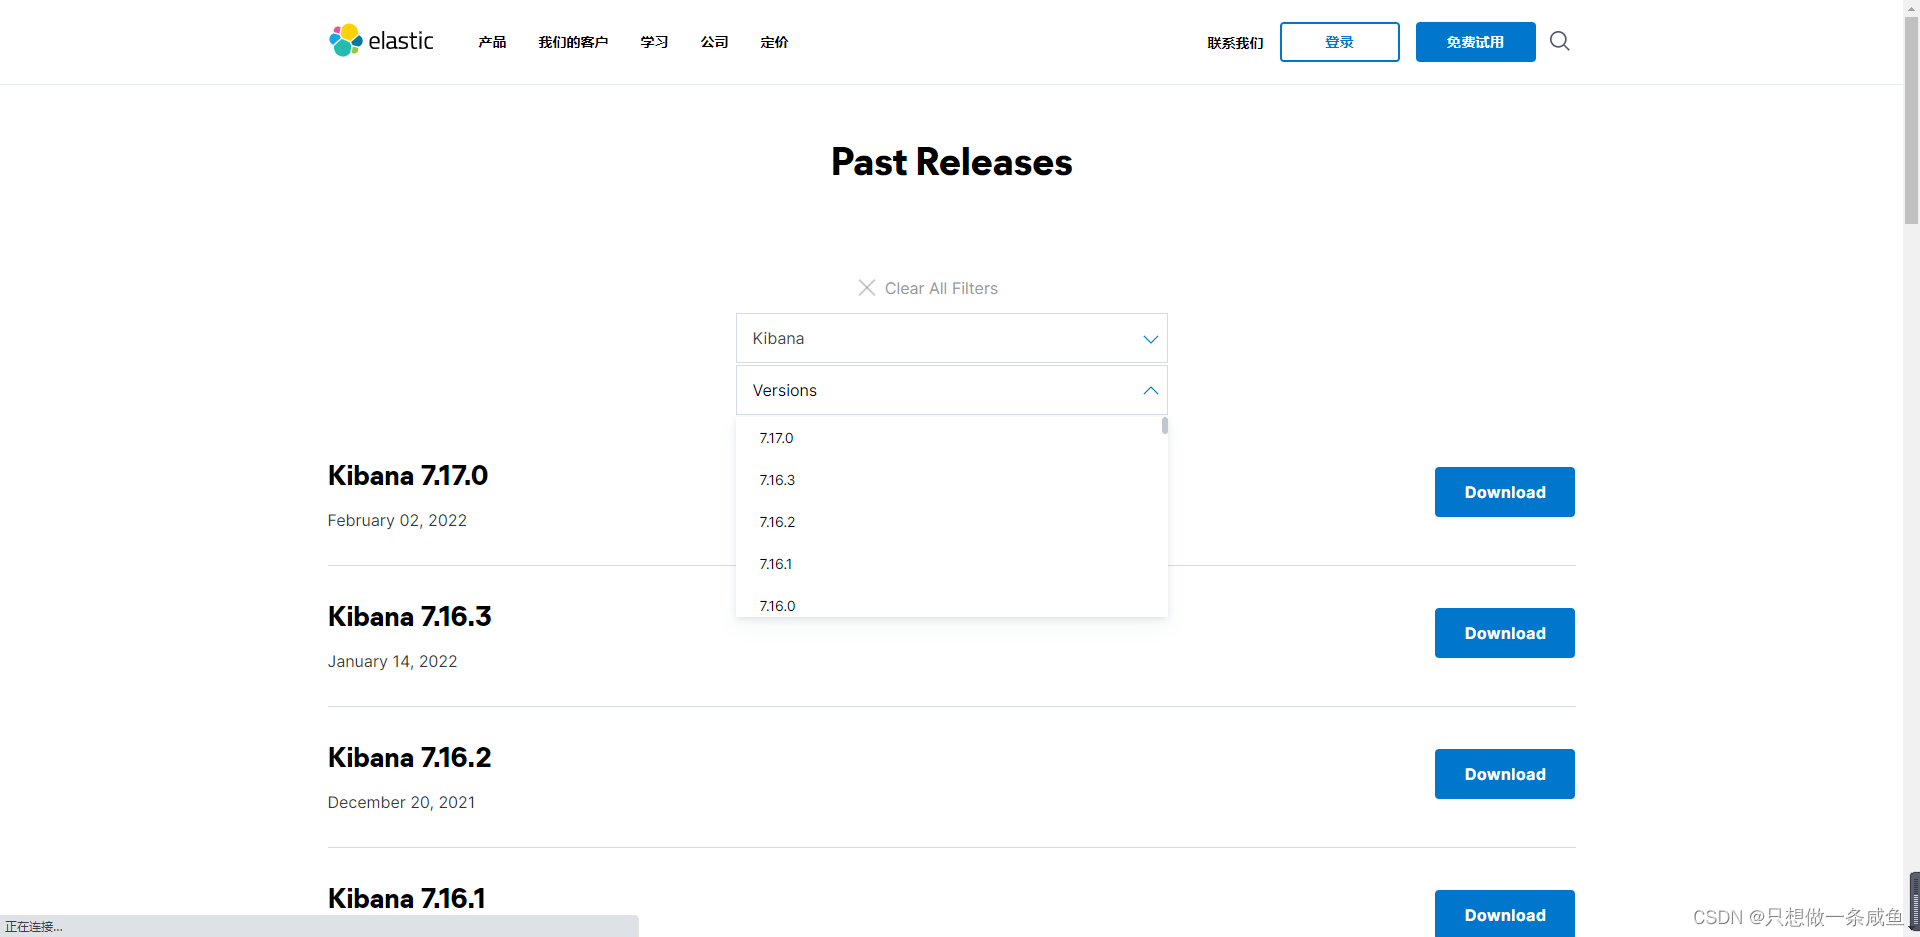 elastic 产品 我们的客户 学习 公司 定价 联系我们 登录 免费试用
Past Releases
Clear All Filters
Kibana
Versions
7.17.0
7.16.3
7.16.2
7.16.1
7.16.0
Kibana 7.17.0
February 02, 2022
Download
Kibana 7.16.3
January 14, 2022
Download
Kibana 7.16.2
December 20, 2021
Download
Kibana 7.16.1
Download
正在连接...
CSDN @只想做一条咸鱼